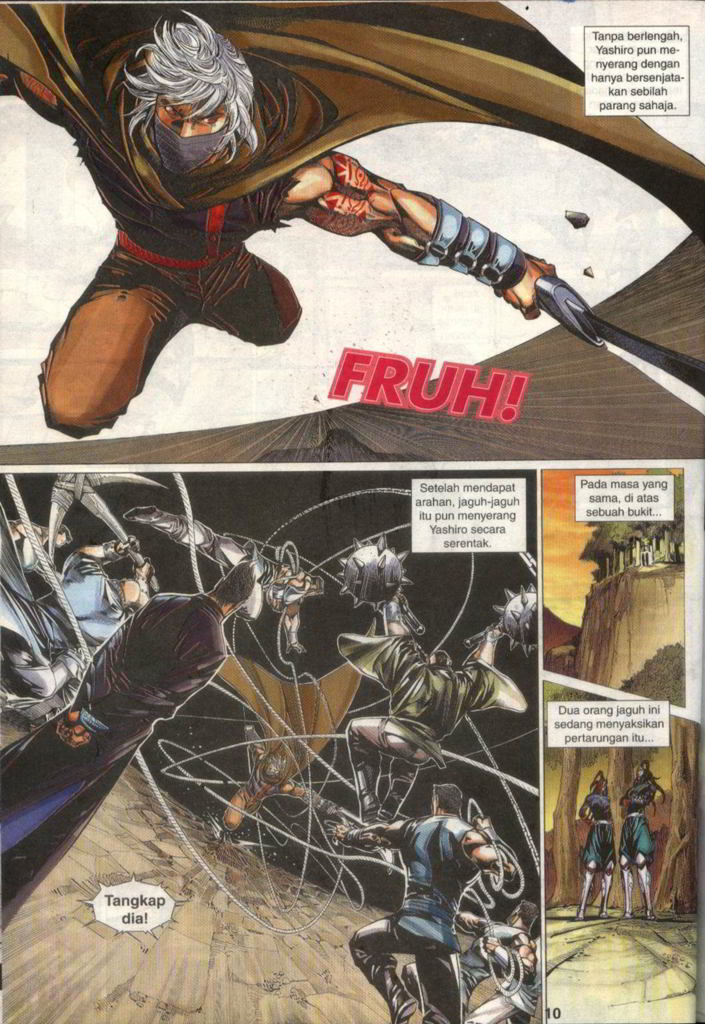 Tanpa berlengah,
Yashiro pun me-
nyerang dengan
hanya bersenjata-
kan sebilah
parang sahaja.
FRUH!
Setelah mendapat
arahan, jaguh-jaguh
itu pun menyerang
Yashiro secara
serentak.
Tangkap
dia!
Pada masa yang
sama, di atas
sebuah bukit...
Dua orang jaguh ini
sedang menyaksikan
pertarungan itu...
10